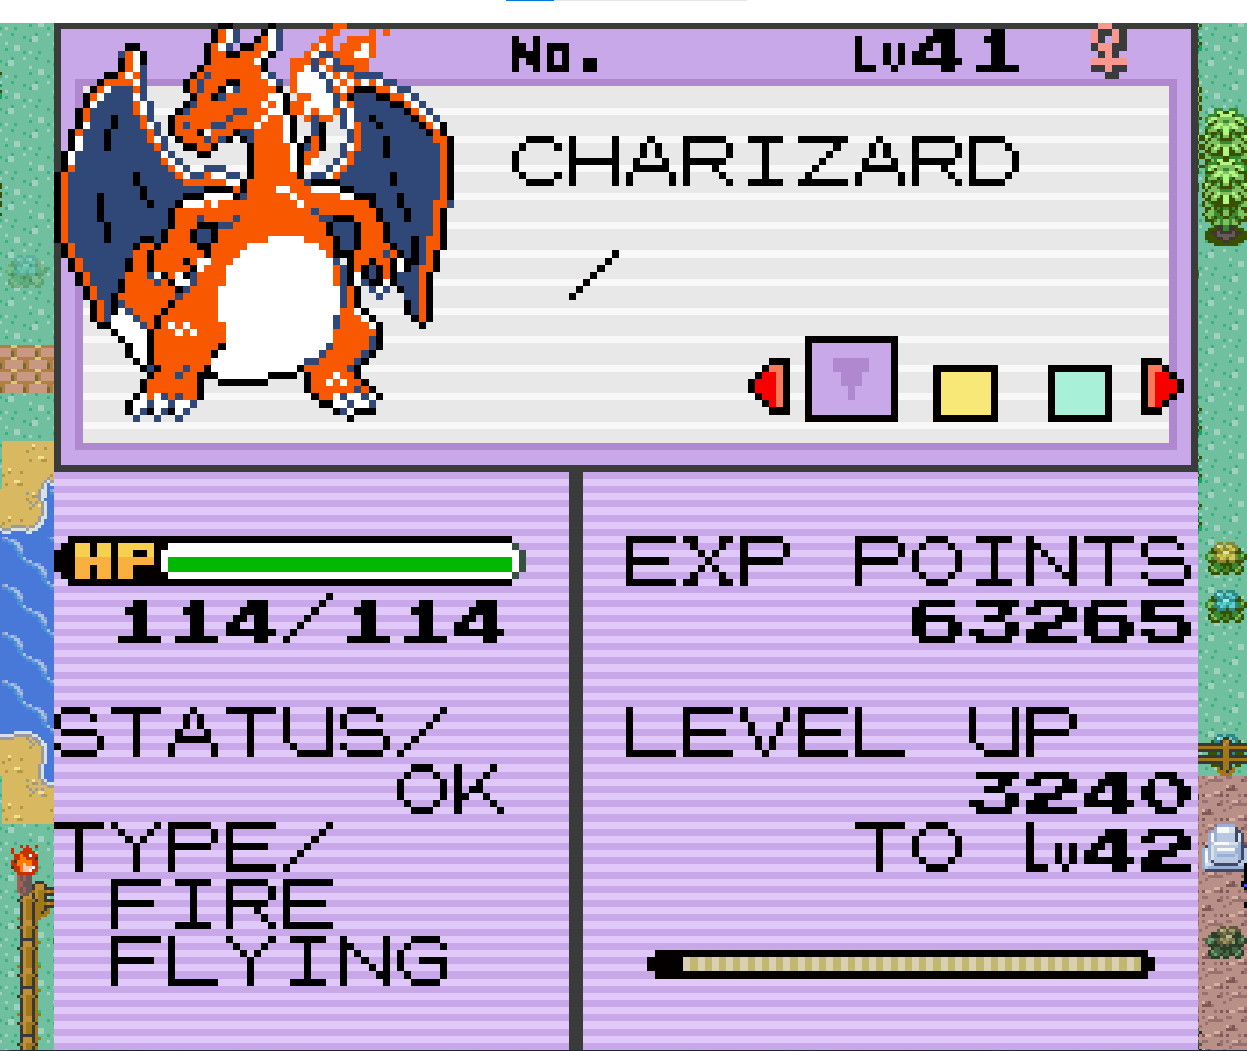 No. Lv41 ♀
CHARIZARD
/
HP
114/114
STATUS/
OK
TYPE/
FIRE
FLYING
EXP POINTS
63265
LEVEL UP
3240
TO Lv42